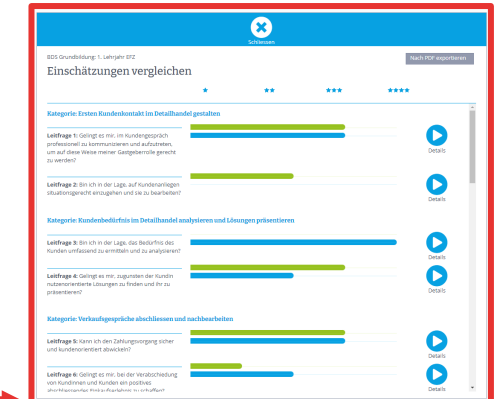 Schliessen
BDS Grundbildung: 1. Lehrjahr EFZ
Nach PDF exportieren
Einschätzungen vergleichen
Kategorie: Ersten Kundenkontakt im Detailhandel gestalten
Leitfrage 1: Gelingt es mir, im Kundengespräch
professionell zu kommunizieren und aufzutreten,
um auf diese Weise meiner Gastgeberrolle gerecht
zu werden?
Details
Leitfrage 2: Bin ich in der Lage, auf Kundenanliegen
situationsgerecht einzugehen und sie zu bearbeiten?
Details
Kategorie: Kundenbedürfnis im Detailhandel analysieren und Lösungen präsentieren
Leitfrage 3: Bin ich in der Lage, das Bedürfnis des
Kunden umfassend zu ermitteln und zu analysieren?
Details
Leitfrage 4: Gelingt es mir, zugunsten der Kundin
nutzenorientierte Lösungen zu finden und ihr zu
präsentieren?
Details
Kategorie: Verkaufsgespräche abschliessen und nachbearbeiten
Leitfrage 5: Kann ich den Zahlungsvorgang sicher
und kundenorientiert abwickeln?
Details
Leitfrage 6: Gelingt es mir, bei der Verabschiedung
von Kundinnen und Kunden ein positives
abschliessendes Einkaufserlebnis zu schaffen?
Details